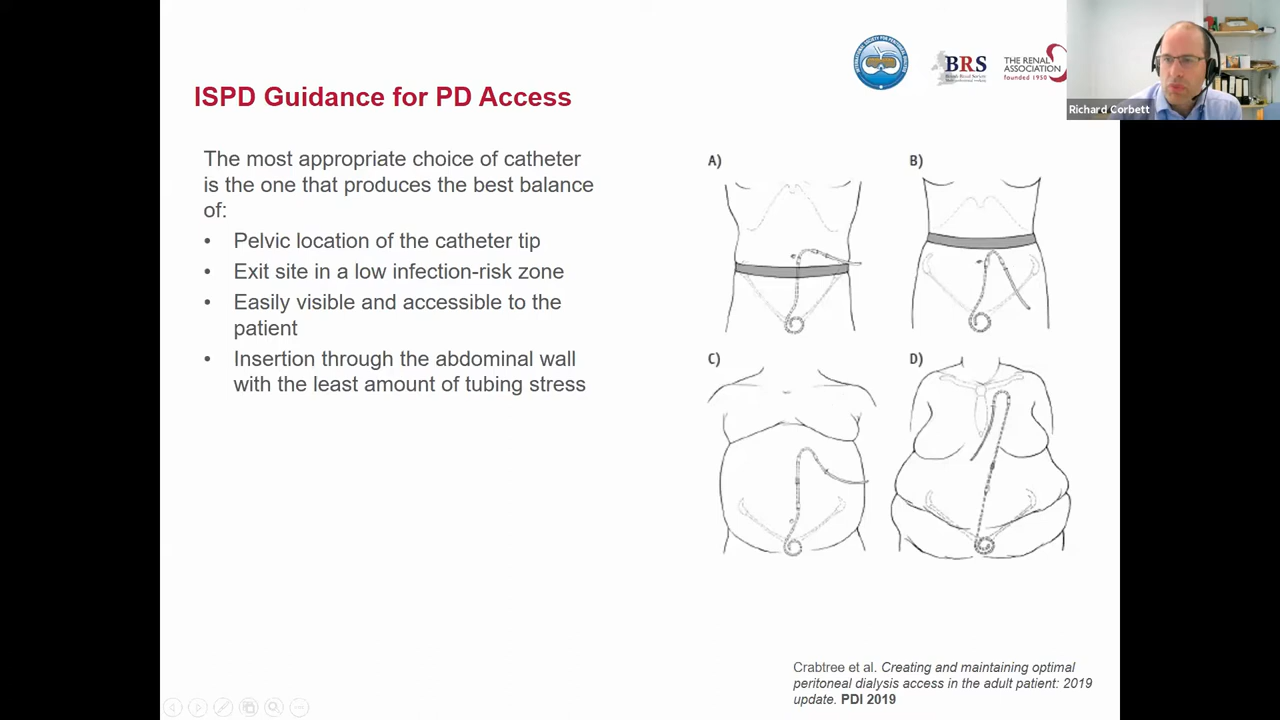 ISPD Guidance for PD Access
BRS
THE RENAL
ASSOCIATION
founded 1950
Richard Corbett
The most appropriate choice of catheter
is the one that produces the best balance
of:
• Pelvic location of the catheter tip
• Exit site in a low infection-risk zone
• Easily visible and accessible to the
patient
• Insertion through the abdominal wall
with the least amount of tubing stress
A)
B)
C)
D)
Crabtree et al. Creating and maintaining optimal
peritoneal dialysis access in the adult patient: 2019
update. PDI 2019